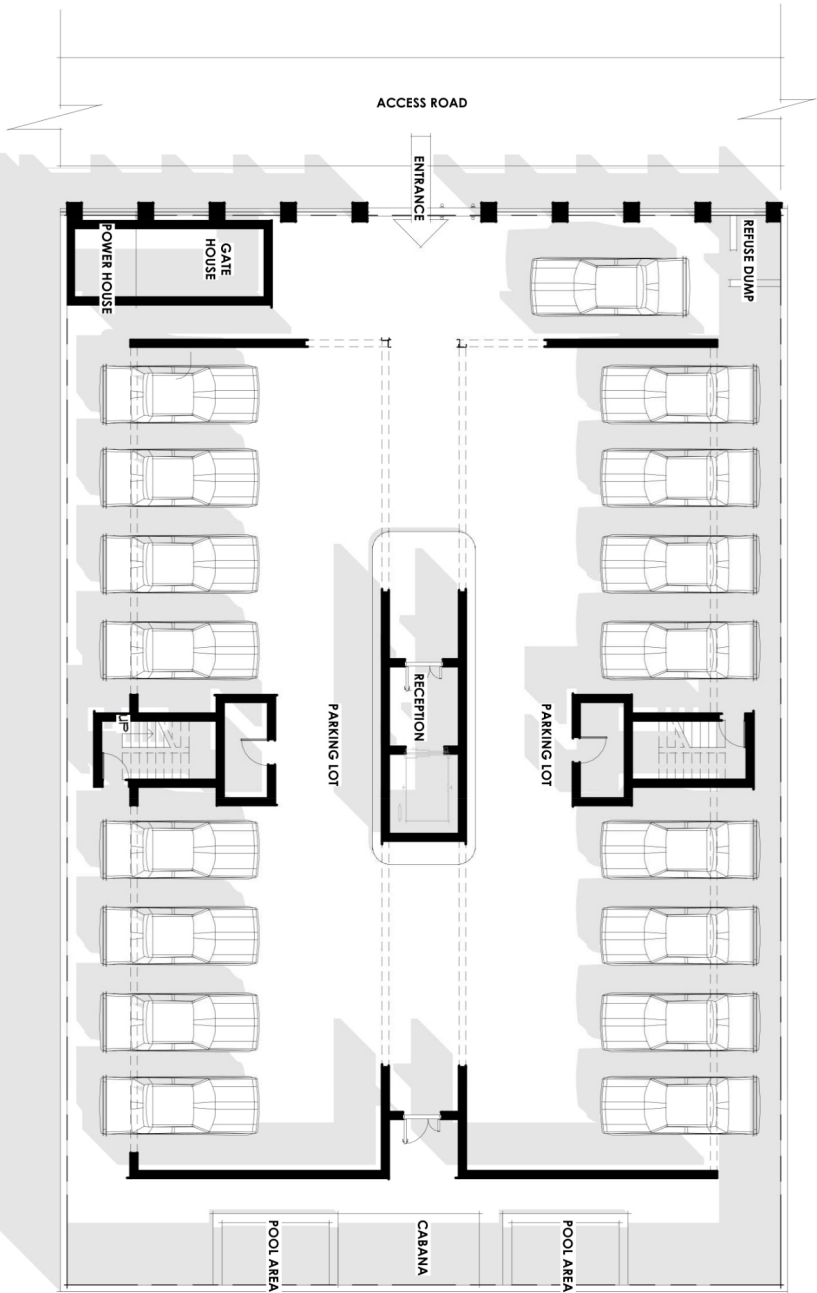 ACCESS ROAD
ENTRANCE
REFUSE DUMP
GATE
HOUSE
POWER HOUSE
UP
RECEPTION
PARKING LOT
PARKING LOT
POOL AREA
CABANA
POOL AREA